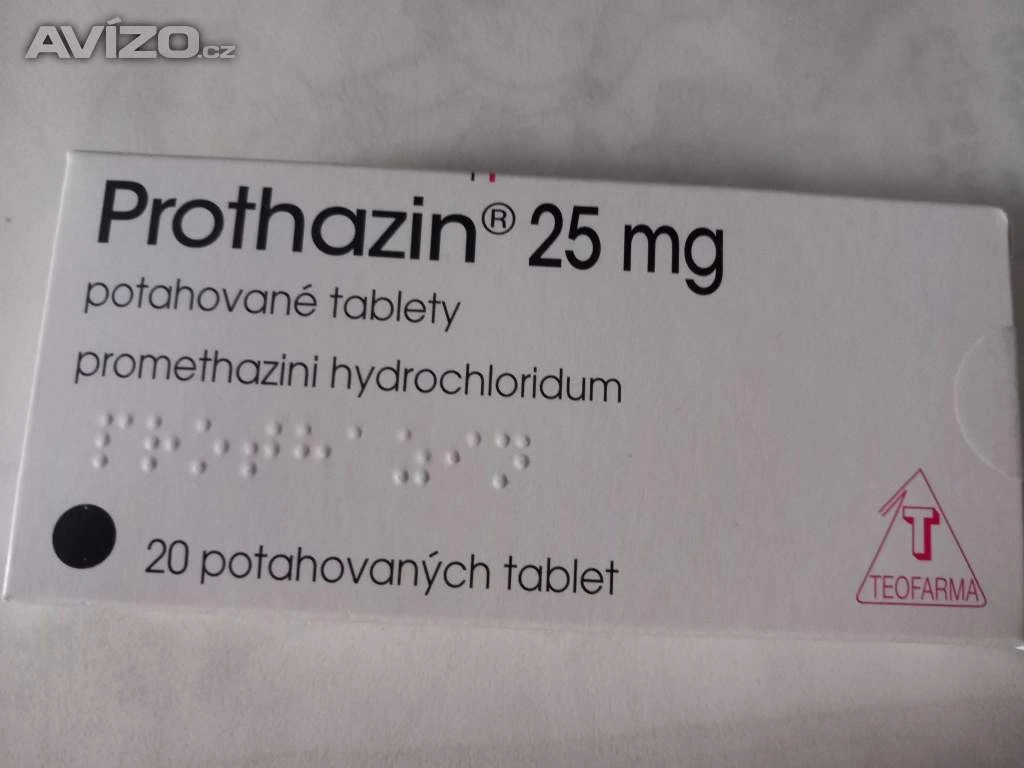 AVÍZO.cz
Prothazin® 25 mg
potahované tablety
promethazini hydrochloridum
20 potahovaných tablet
T
TEOFARMA